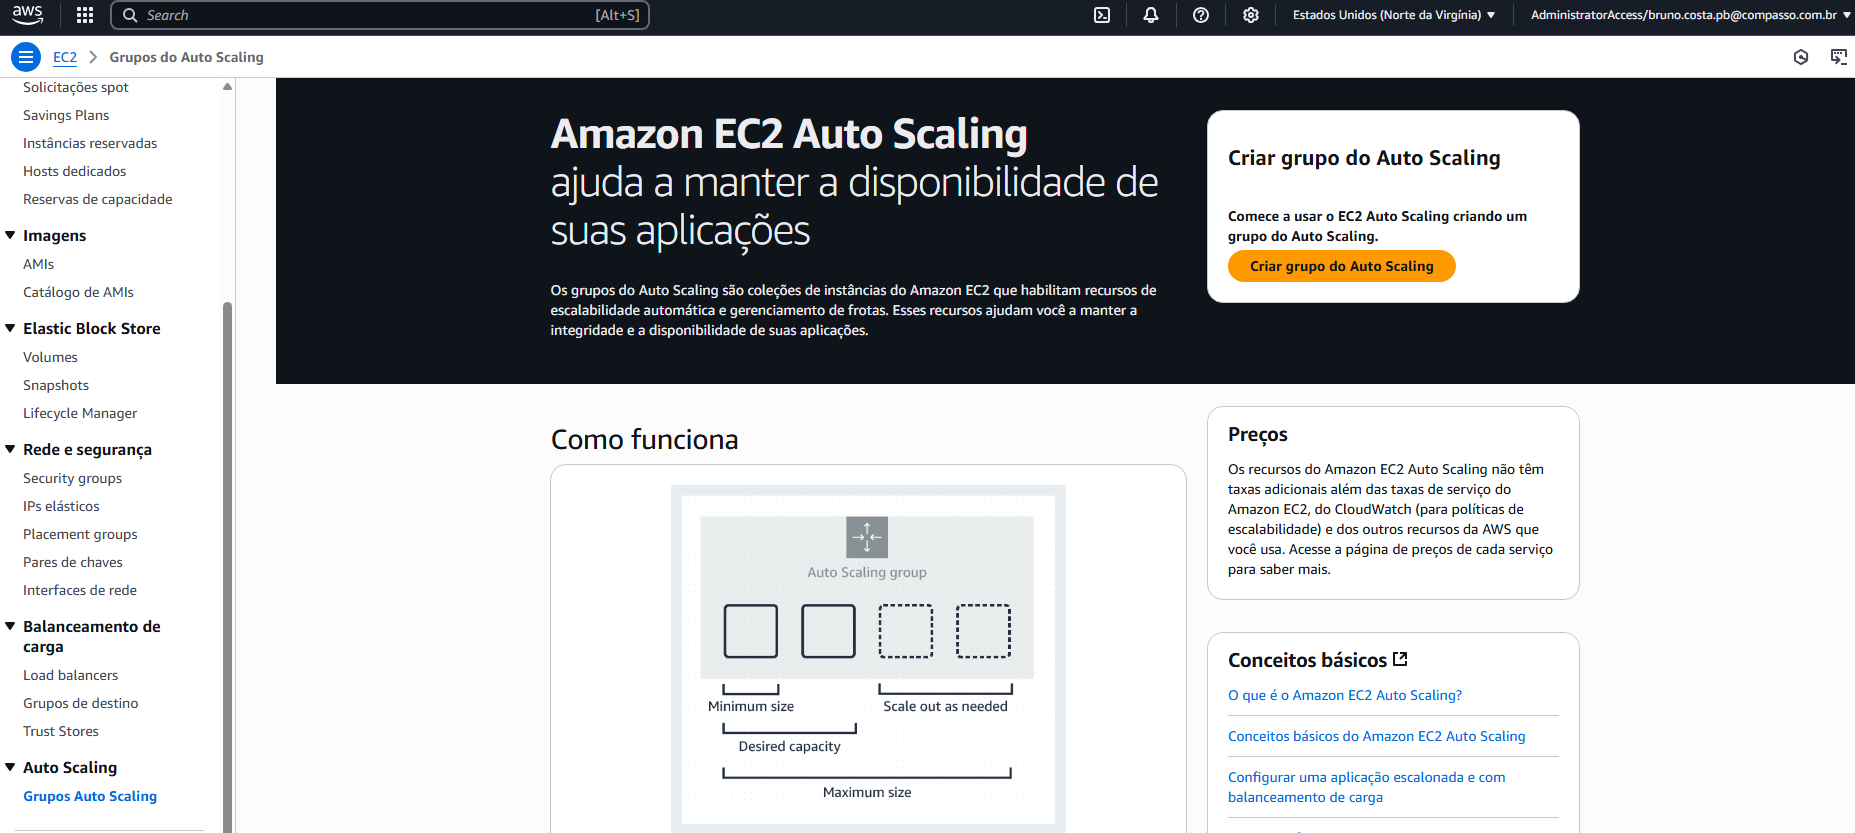 aws
Search
[Alt+S]
Estados Unidos (Norte da Virgínia)
AdministratorAccess/bruno.costa.pb@compasso.com.br
EC2
Grupos do Auto Scaling
Solicitações spot
Savings Plans
Instâncias reservadas
Hosts dedicados
Reservas de capacidade
Imagens
AMIs
Catálogo de AMIs
Elastic Block Store
Volumes
Snapshots
Lifecycle Manager
Rede e segurança
Security groups
IPs elásticos
Placement groups
Pares de chaves
Interfaces de rede
Balanceamento de
carga
Load balancers
Grupos de destino
Trust Stores
Auto Scaling
Grupos Auto Scaling
Amazon EC2 Auto Scaling
ajuda a manter a disponibilidade de
suas aplicações
Os grupos do Auto Scaling são coleções de instâncias do Amazon EC2 que habilitam recursos de
escalabilidade automática e gerenciamento de frotas. Esses recursos ajudam você a manter a
integridade e a disponibilidade de suas aplicações.
Criar grupo do Auto Scaling
Comece a usar o EC2 Auto Scaling criando um
grupo do Auto Scaling.
Criar grupo do Auto Scaling
Como funciona
Auto Scaling group
Minimum size
Scale out as needed
Desired capacity
Maximum size
Preços
Os recursos do Amazon EC2 Auto Scaling não têm
taxas adicionais além das taxas de serviço do
Amazon EC2, do CloudWatch (para políticas de
escalabilidade) e dos outros recursos da AWS que
você usa. Acesse a página de preços de cada serviço
para saber mais.
Conceitos básicos
O que é o Amazon EC2 Auto Scaling?
Conceitos básicos do Amazon EC2 Auto Scaling
Configurar uma aplicação escalonada e com
balanceamento de carga